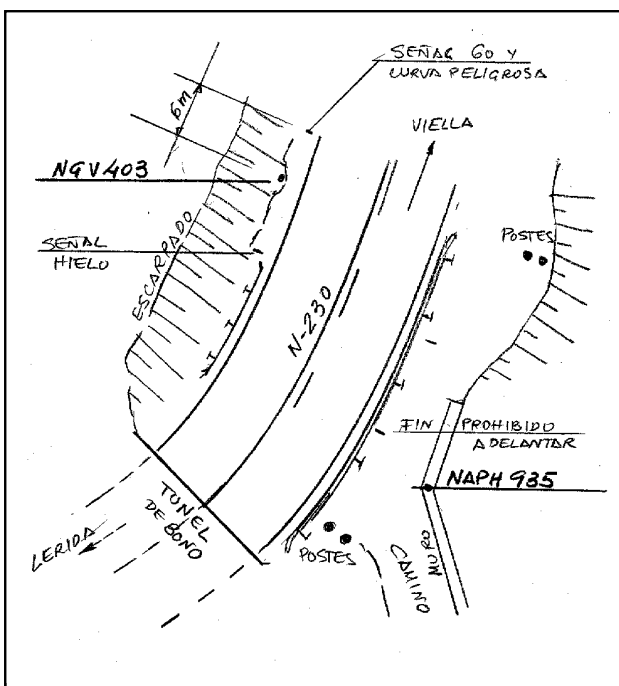 SEÑAL 60 Y
CURVA PELIGROSA
6m
VIELLA
NGV403
ESCARPADO
SEÑAL
HIELO
POSTES
N-230
FIN PROHIBIDO
ADELANTAR
NAPH 935
TUNEL
DE BONO
LERIDA
POSTES
CAMINO
MURO